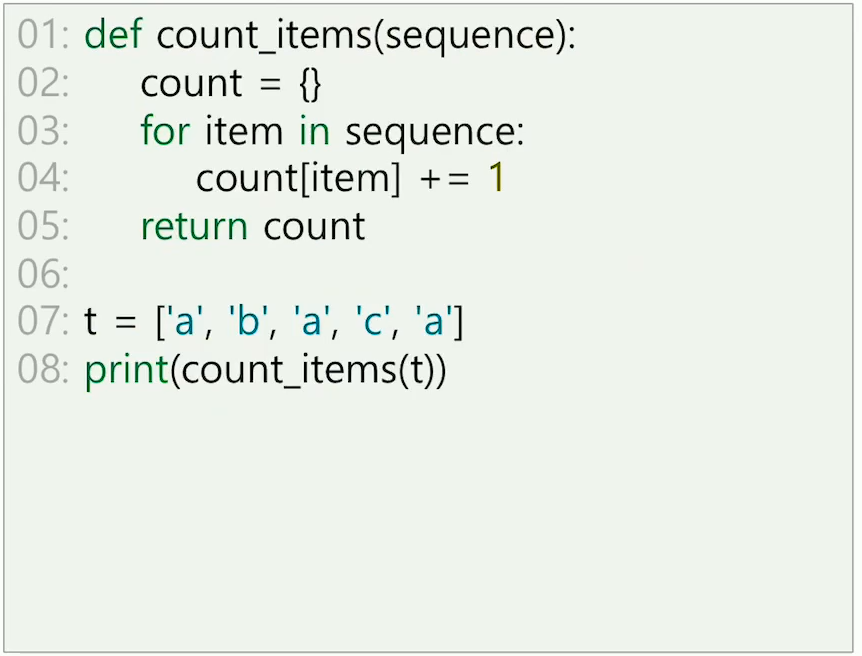 01: def count_items(sequence):
02:     count = {}
03:     for item in sequence:
04:         count[item] += 1
05:     return count
06:
07: t = ['a', 'b', 'a', 'c', 'a']
08: print(count_items(t))